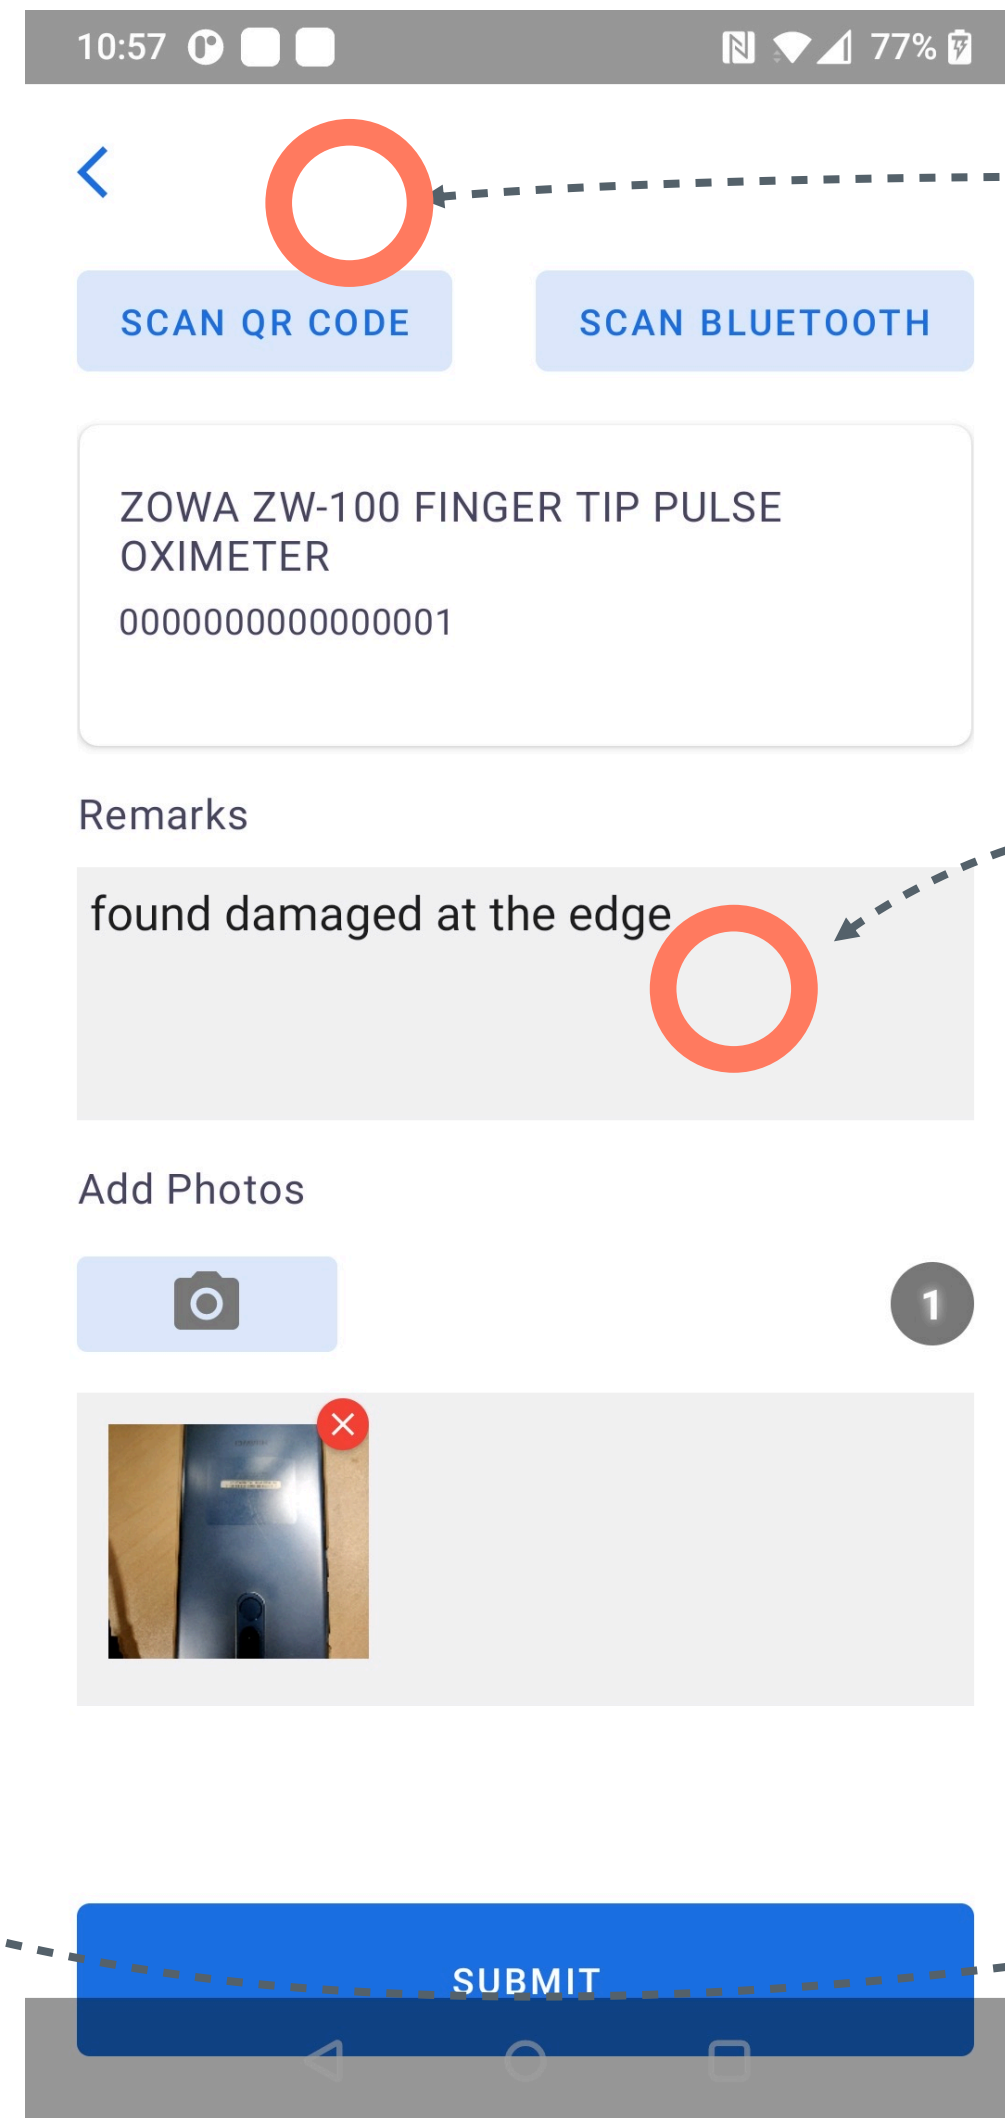 10:57
77%
SCAN QR CODE
SCAN BLUETOOTH
ZOWA ZW-100 FINGER TIP PULSE
OXIMETER
0000000000000001
Remarks
found damaged at the edge
Add Photos
1
SUBMIT